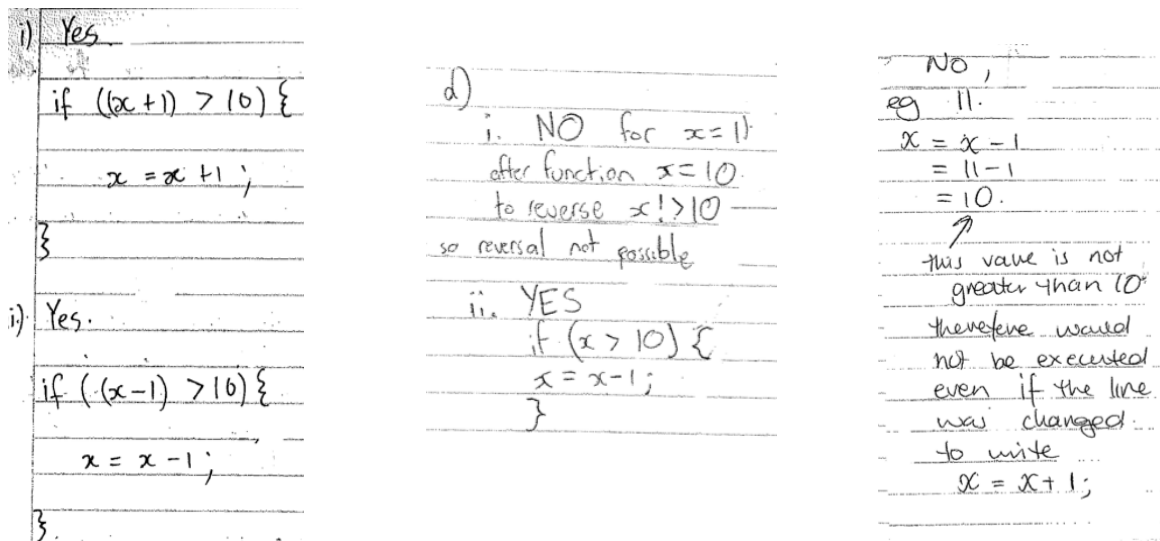 i) Yes.
if ((x+1) > 10) {
x = x +1 ;
}
ii) Yes.
if ((x-1) > 10) {
x = x -1 ;
}
d)
i. NO for x=11
after function x=10.
to reverse x!>10
so reversal not possible
ii. YES
if (x > 10) {
x = x-1;
}
NO,
eg 11.
x = x - 1
= 11 - 1
= 10.
this value is not
greater than 10
therefore would
not be executed
even if the line
was changed
to write
x = x + 1;